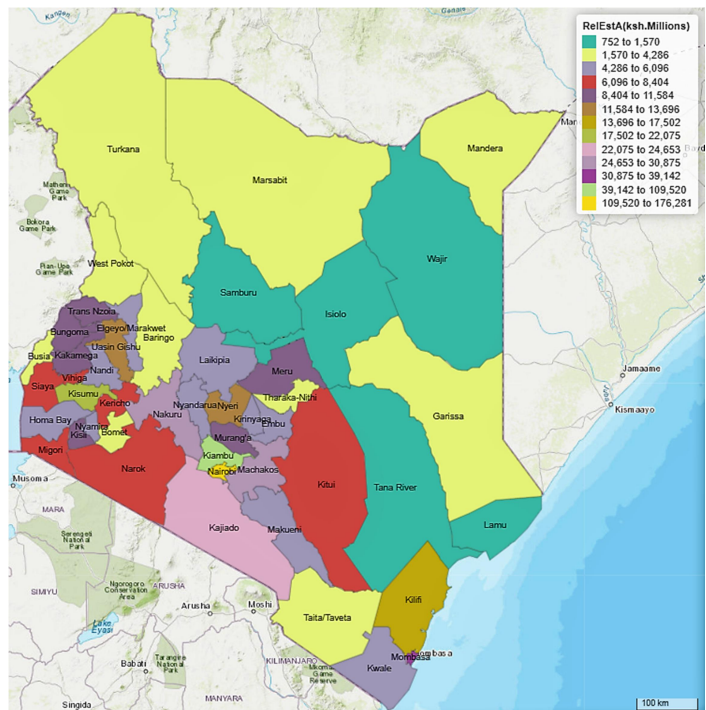 RelEstA(ksh.Millions)
752 to 1,570
1,570 to 4,286
4,286 to 6,096
6,096 to 8,404
8,404 to 11,584
11,584 to 13,696
13,696 to 17,502
17,502 to 22,075
22,075 to 24,653
24,653 to 30,875
30,875 to 39,142
39,142 to 109,520
109,520 to 176,281
Turkana
Mandera
Marsabit
Game Park
Bokora
Game Park
Game Park
West Pokot
Wajir
Samburu
Isiolo
Trans Nzoia
Elgeyo/Marakwet
Bungoma
Baringo
Uasin Gishu
Busia
Kakamega
Laikipia
Nandi
Meru
Vihiga
Siaya
Kisumu
Kericho
Tharaka-Nithi
Nyandarua
Nyeri
Nakuru
Garissa
Homa Bay
Kirinyaga
Embu
Nyamira
Kisii
Bomet
Murang'a
Migori
Narok
Kiambu
Nairobi
Machakos
Kitui
Tana River
Jamaame
Kismaayo
Musoma
MARA
Kajiado
Makueni
Lamu
Serengeti
National
Park
SIMIYU
Ngorogoro
Conservation
Area
ARUSHA
Arusha
Moshi
Kilifi
Taita/Taveta
Lake
Eyasi
Tarangire
National
Park
Babati
KILIMANJARO
Game
Reserve
Mombasa
Kwale
MANYARA
Singida
100 km